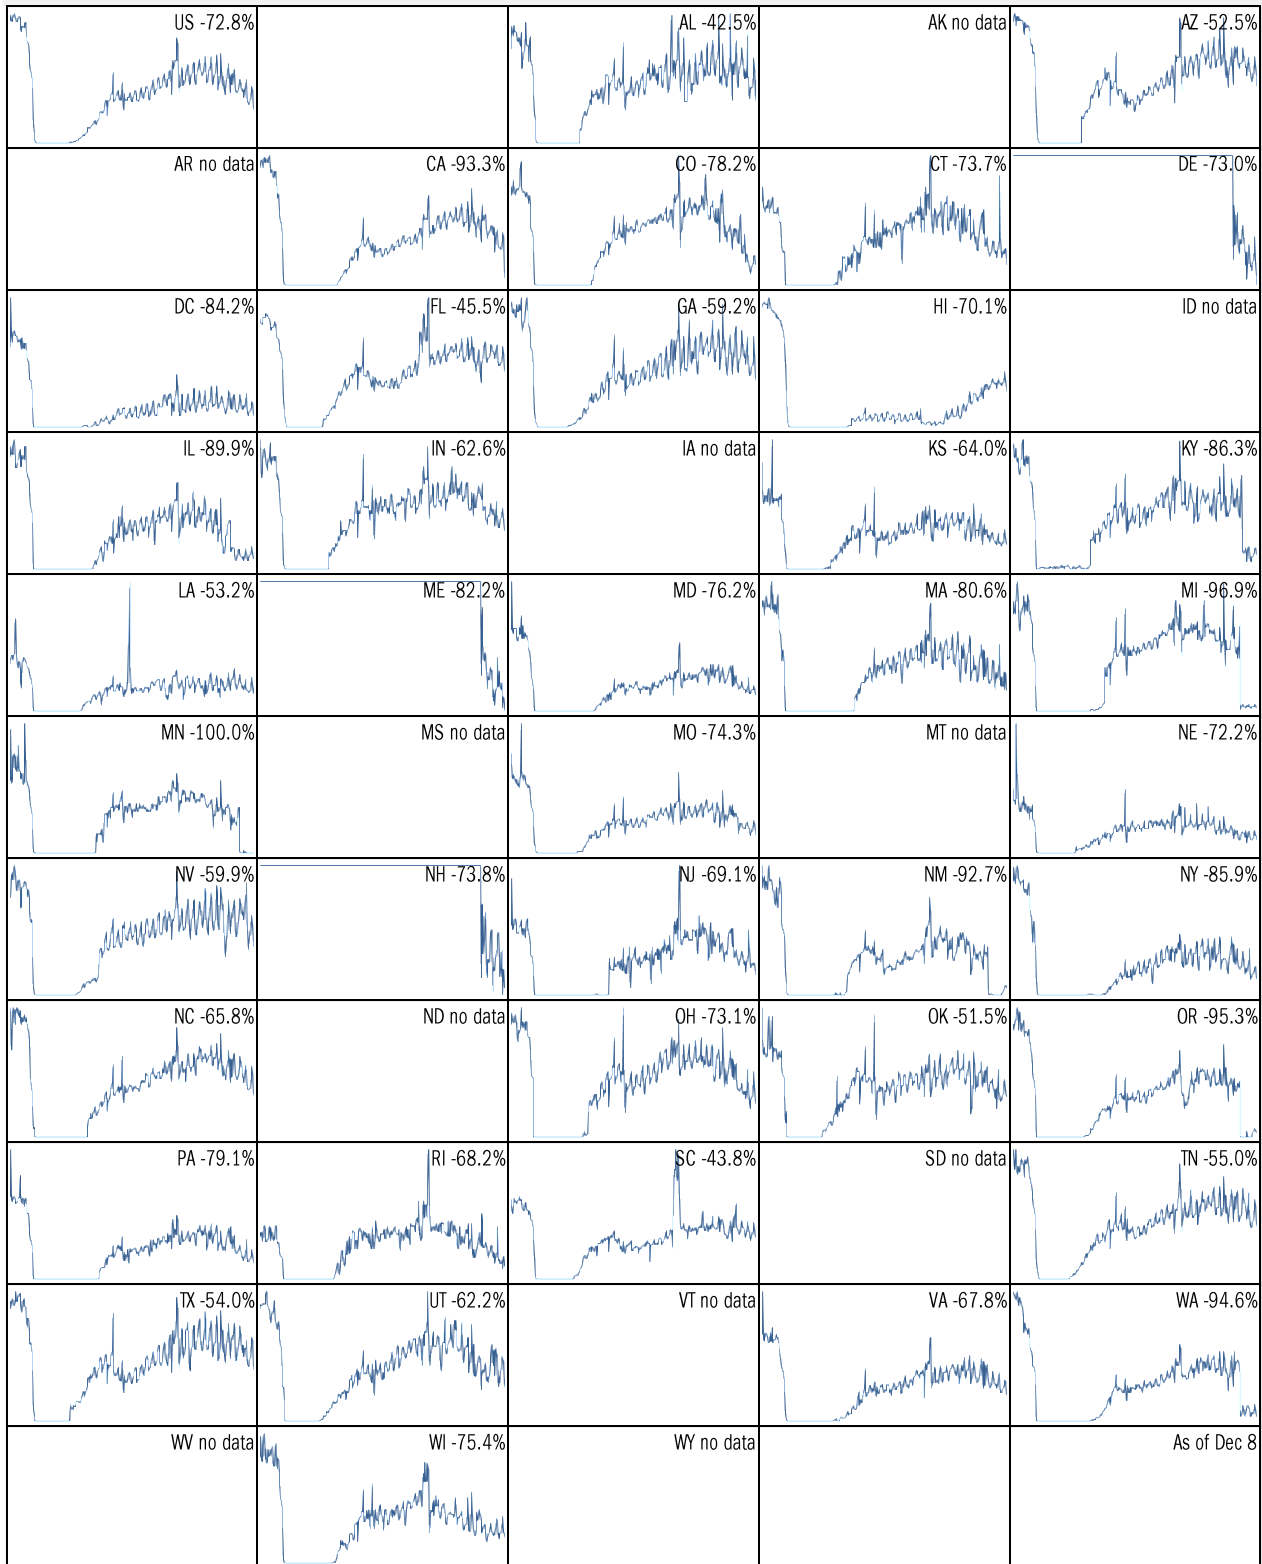 US -72.8%
AL -42.5%
AK no data
AZ -52.5%
AR no data
CA -93.3%
CO -78.2%
CT -73.7%
DE -73.0%
DC -84.2%
FL -45.5%
GA -59.2%
HI -70.1%
ID no data
IL -89.9%
IN -62.6%
IA no data
KS -64.0%
KY -86.3%
LA -53.2%
ME -82.2%
MD -76.2%
MA -80.6%
MI -96.9%
MN -100.0%
MS no data
MO -74.3%
MT no data
NE -72.2%
NV -59.9%
NH -73.8%
NJ -69.1%
NM -92.7%
NY -85.9%
NC -65.8%
ND no data
OH -73.1%
OK -51.5%
OR -95.3%
PA -79.1%
RI -68.2%
SC -43.8%
SD no data
TN -55.0%
TX -54.0%
UT -62.2%
VT no data
VA -67.8%
WA -94.6%
WV no data
WI -75.4%
WY no data
As of Dec 8